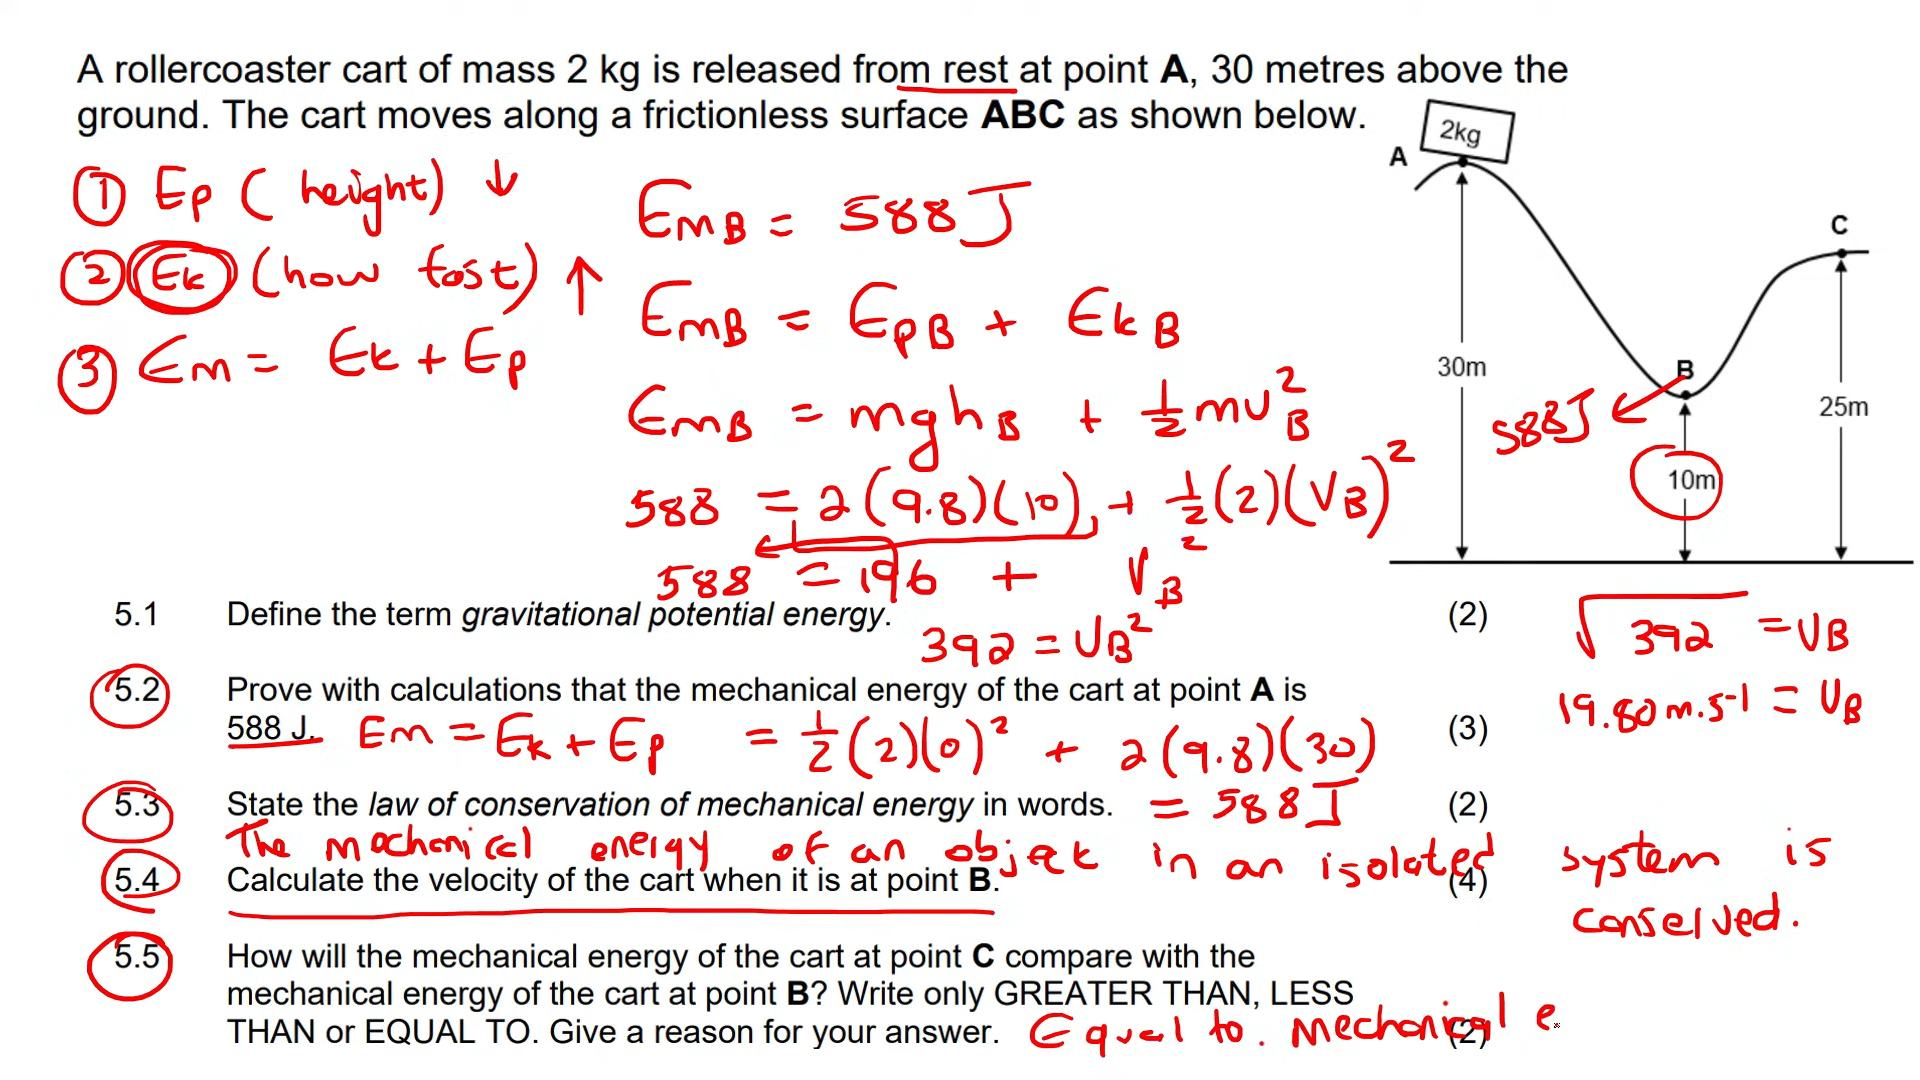 A rollercoaster cart of mass 2 kg is released from rest at point A, 30 metres above the
ground. The cart moves along a frictionless surface ABC as shown below.
2kg
A
C
B
30m
25m
10m
588J
① Ep (height) ↓
② Ek (how fast) ↑
③ Em = Ek + Ep
EmB = 588J
EmB = EpB + EkB
EmB = mghB + ½mvB²
588 = 2(9.8)(10) + ½(2)(VB)²
588 = 196 + VB²
392 = VB²
√392 = VB
19.80 m.s⁻¹ = VB
5.1 Define the term gravitational potential energy. (2)
5.2 Prove with calculations that the mechanical energy of the cart at point A is
588 J. (3)
Em = Ek + Ep = ½(2)(0)² + 2(9.8)(30)
= 588J
5.3 State the law of conservation of mechanical energy in words. (2)
The mechanical energy of an object in an isolated system is
conserved.
5.4 Calculate the velocity of the cart when it is at point B. (4)
5.5 How will the mechanical energy of the cart at point C compare with the
mechanical energy of the cart at point B? Write only GREATER THAN, LESS
THAN or EQUAL TO. Give a reason for your answer. (2)
Equal to. Mechanical e